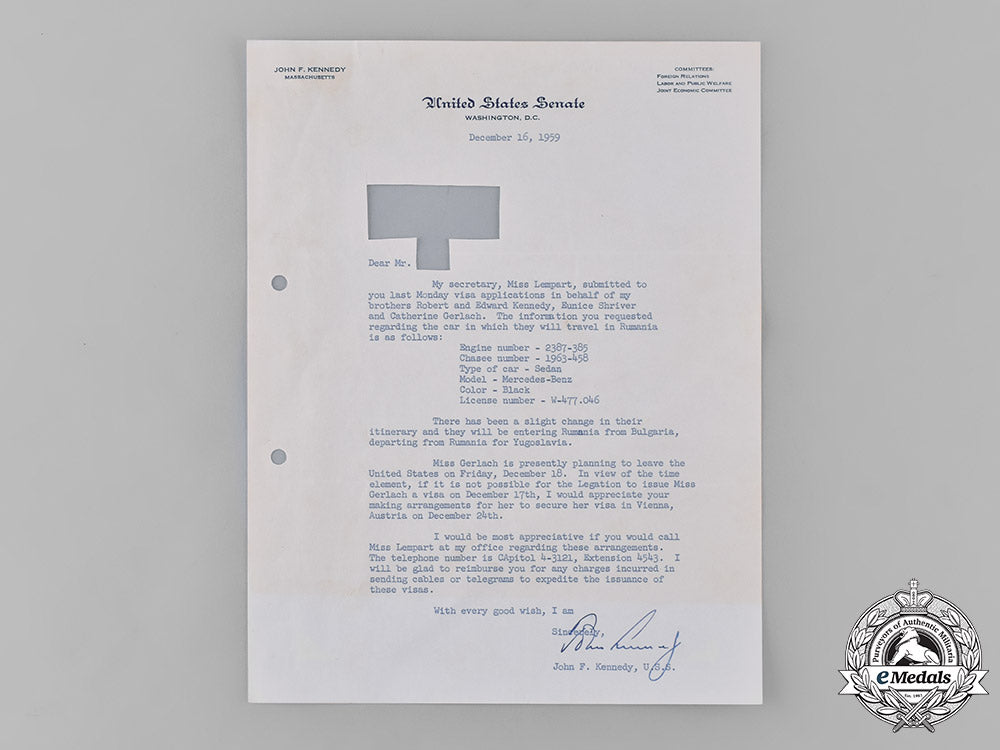 JOHN F. KENNEDY
MASSACHUSETTS
COMMITTEES:
FOREIGN RELATIONS
LABOR AND PUBLIC WELFARE
JOINT ECONOMIC COMMITTEE
United States Senate
WASHINGTON, D.C.
December 16, 1959
Dear Mr.
My secretary, Miss Lempart, submitted to
you last Monday visa applications in behalf of my
brothers Robert and Edward Kennedy, Eunice Shriver
and Catherine Gerlach. The information you requested
regarding the car in which they will travel in Rumania
is as follows:
Engine number - 2387-385
Chasee number - 1963-458
Type of car - Sedan
Model - Mercedes-Benz
Color - Black
License number - W-477.046
There has been a slight change in their
itinerary and they will be entering Rumania from Bulgaria,
departing from Rumania for Yugoslavia.
Miss Gerlach is presently planning to leave the
United States on Friday, December 18. In view of the time
element, if it is not possible for the Legation to issue Miss
Gerlach a visa on December 17th, I would appreciate your
making arrangements for her to secure her visa in Vienna,
Austria on December 24th.
I would be most appreciative if you would call
Miss Lempart at my office regarding these arrangements.
The telephone number is CApitol 4-3121, Extension 4543. I
will be glad to reimburse you for any charges incurred in
sending cables or telegrams to expedite the issuance of
these visas.
With every good wish, I am
Sincerely,
John Kennedy
John F. Kennedy, U.S.S.
Purveyors of Authentic Militaria
eMedals
Est. 1967